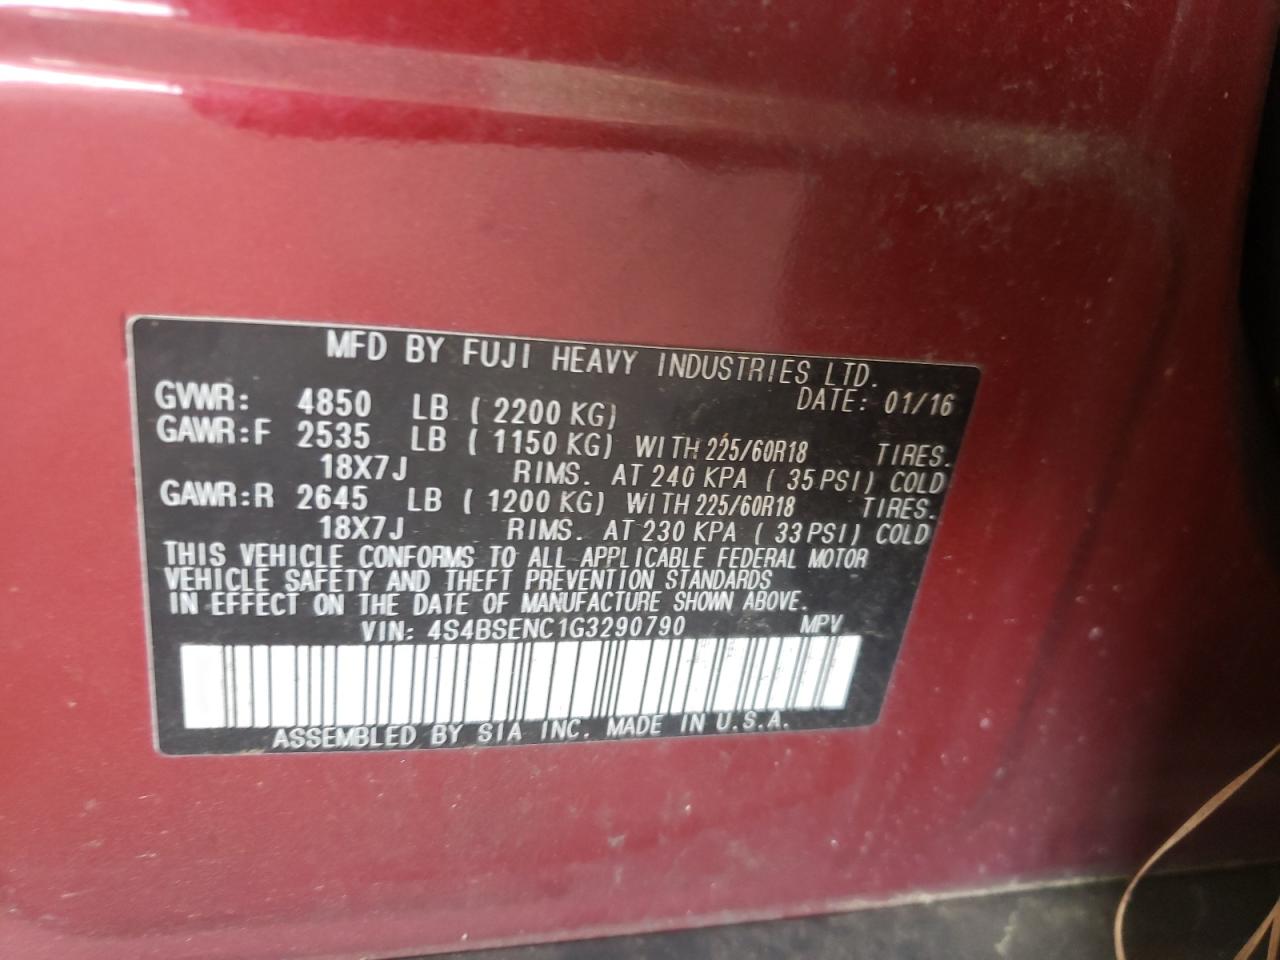 MFD BY FUJI HEAVY INDUSTRIES LTD.
DATE: 01/16
GVWR: 4850 LB ( 2200 KG)
GAWR:F 2535 LB ( 1150 KG) WITH 225/60R18 TIRES.
18X7J RIMS. AT 240 KPA ( 35 PSI) COLD
GAWR:R 2645 LB ( 1200 KG) WITH 225/60R18 TIRES.
18X7J RIMS. AT 230 KPA ( 33 PSI) COLD
THIS VEHICLE CONFORMS TO ALL APPLICABLE FEDERAL MOTOR
VEHICLE SAFETY AND THEFT PREVENTION STANDARDS
IN EFFECT ON THE DATE OF MANUFACTURE SHOWN ABOVE.
VIN: 4S4BSENC1G3290790 MPV
ASSEMBLED BY SIA INC. MADE IN U.S.A.